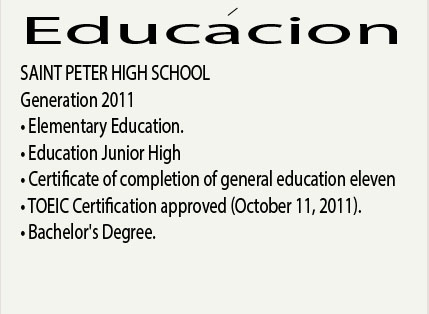 Educácion
SAINT PETER HIGH SCHOOL
Generation 2011
• Elementary Education.
• Education Junior High
• Certificate of completion of general education eleven
• TOEIC Certification approved (October 11, 2011).
• Bachelor's Degree.